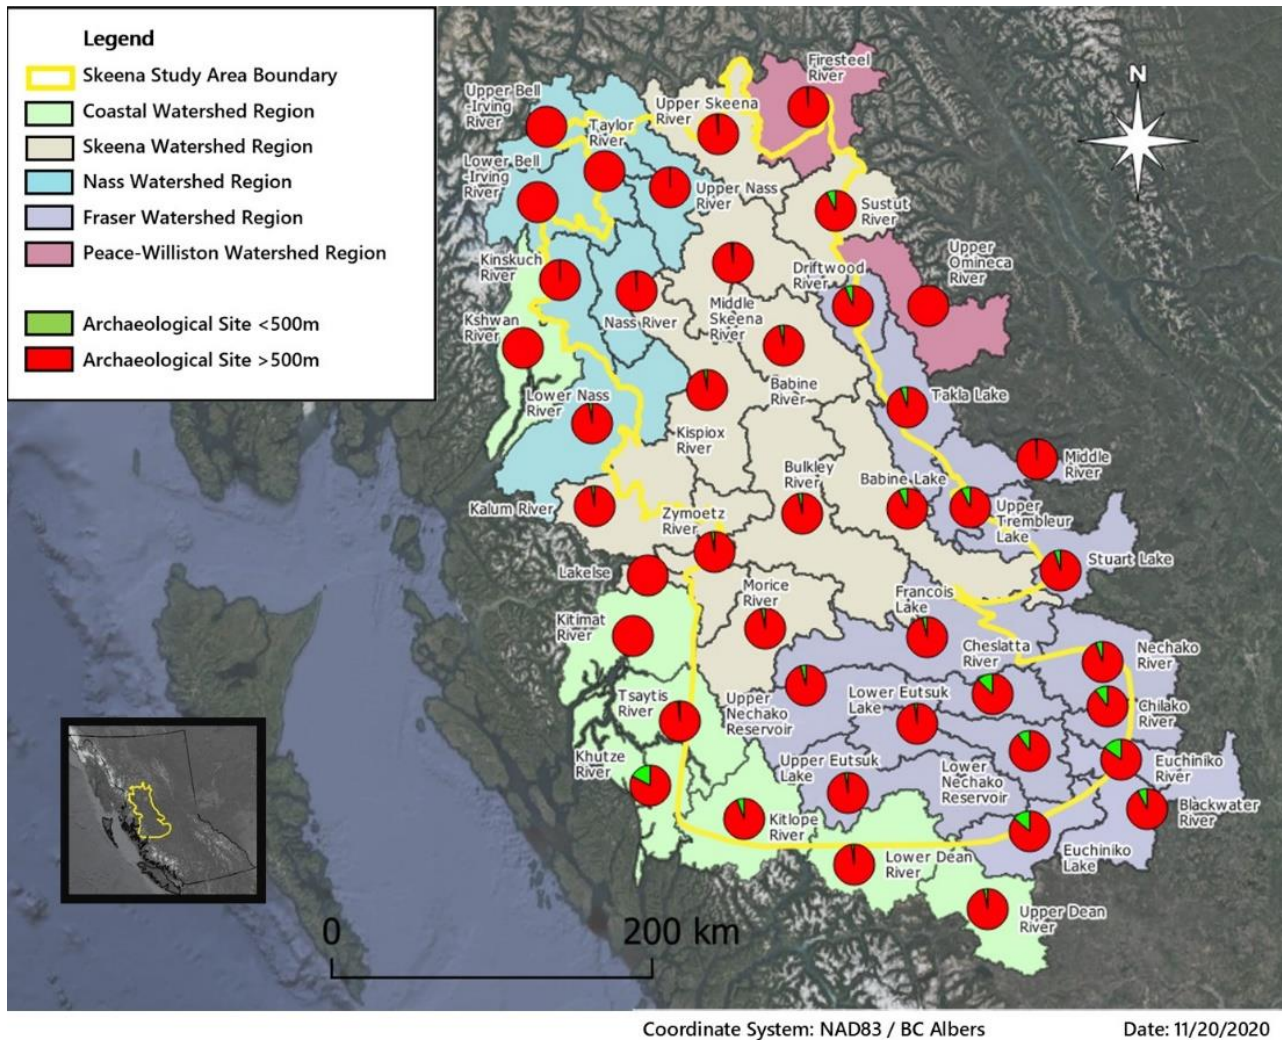 Legend
Skeena Study Area Boundary
Coastal Watershed Region
Skeena Watershed Region
Nass Watershed Region
Fraser Watershed Region
Peace-Williston Watershed Region
Archaeological Site <500m
Archaeological Site >500m
N
Firesteel
River
Upper Bell
-Irving
River
Upper Skeena
River
Taylor
River
Lower Bell-
Irving
River
Upper Nass
River
Sustut
River
Kinskuch
River
Driftwood
River
Upper
Omineca
River
Nass River
Middle
Skeena
River
Kshwan
River
Babine
River
Takla Lake
Lower Nass
River
Kispiox
River
Middle
River
Bulkley
River
Babine Lake
Kalum River
Zymoetz
River
Upper
Trembleur
Lake
Stuart Lake
Lakelse
Morice
River
Francois
Lake
Kitimat
River
Cheslatta
River
Nechako
River
Tsaytis
River
Upper
Nechako
Reservoir
Lower Eutsuk
Lake
Chilako
River
Khutze
River
Upper Eutsuk
Lake
Lower
Nechako
Reservoir
Euchiniko
River
Blackwater
River
Kitlope
River
Euchiniko
Lake
Lower Dean
River
Upper Dean
River
0
200 km
Coordinate System: NAD83 / BC Albers
Date: 11/20/2020